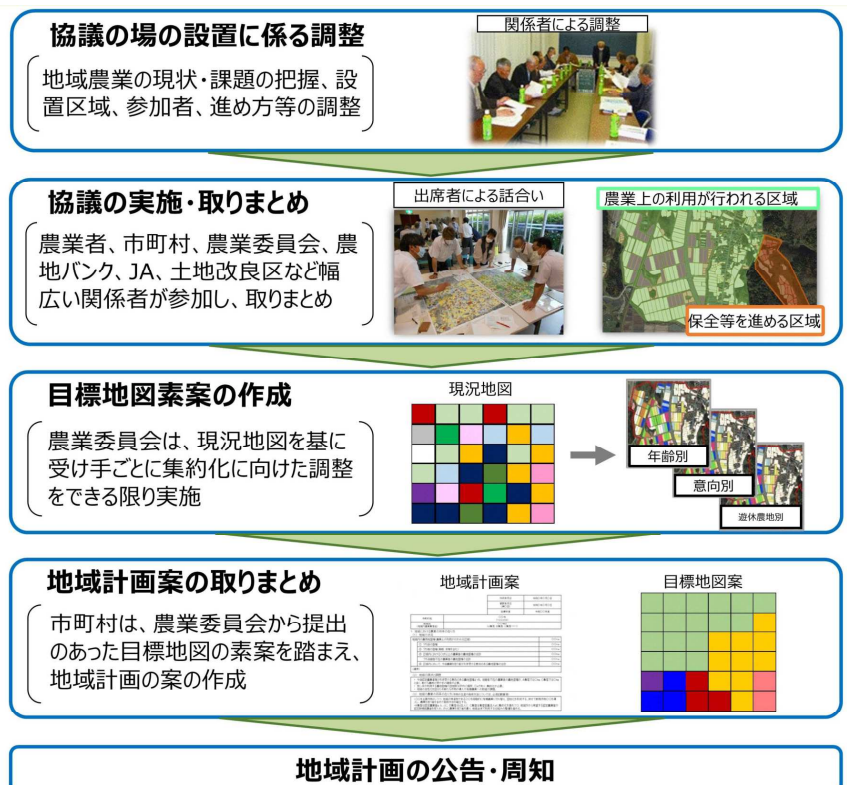 協議の場の設置に係る調整
地域農業の現状・課題の把握、設
置区域、参加者、進め方等の調整
関係者による調整
協議の実施・取りまとめ
農業者、市町村、農業委員会、農
地バンク、JA、土地改良区など幅
広い関係者が参加し、取りまとめ
出席者による話合い
農業上の利用が行われる区域
保全等を進める区域
目標地図素案の作成
農業委員会は、現況地図を基に
受け手ごとに集約化に向けた調整
をできる限り実施
現況地図
年齢別
意向別
遊休農地別
地域計画案の取りまとめ
市町村は、農業委員会から提出
のあった目標地図の素案を踏まえ、
地域計画の案の作成
地域計画案
目標地図案
地域計画の公告・周知